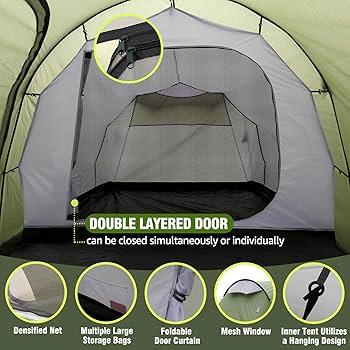 DOUBLE LAYERED DOOR
can be closed simultaneously or individually
Densified Net
Multiple Large
Storage Bags
Foldable
Door Curtain
Mesh Window
Inner Tent Utilizes
a Hanging Design